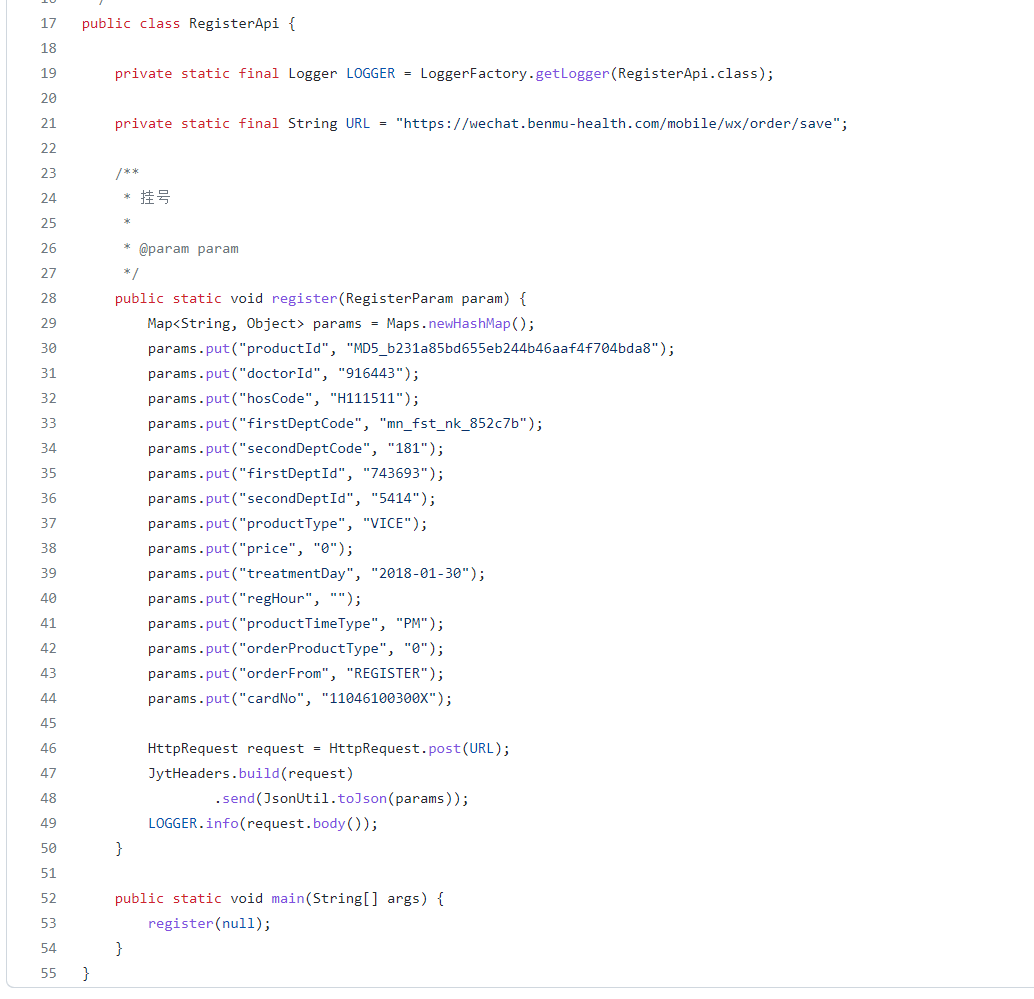 17 public class RegisterApi {
18
19     private static final Logger LOGGER = LoggerFactory.getLogger(RegisterApi.class);
20
21     private static final String URL = "https://wechat.benmu-health.com/mobile/wx/order/save";
22
23     /**
24      * 挂号
25      *
26      * @param param
27      */
28     public static void register(RegisterParam param) {
29         Map<String, Object> params = Maps.newHashMap();
30         params.put("productId", "MD5_b231a85bd655eb244b46aaf4f704bda8");
31         params.put("doctorId", "916443");
32         params.put("hosCode", "H111511");
33         params.put("firstDeptCode", "mn_fst_nk_852c7b");
34         params.put("secondDeptCode", "181");
35         params.put("firstDeptId", "743693");
36         params.put("secondDeptId", "5414");
37         params.put("productType", "VICE");
38         params.put("price", "0");
39         params.put("treatmentDay", "2018-01-30");
40         params.put("regHour", "");
41         params.put("productTimeType", "PM");
42         params.put("orderProductType", "0");
43         params.put("orderFrom", "REGISTER");
44         params.put("cardNo", "11046100300X");
45
46         HttpRequest request = HttpRequest.post(URL);
47         JytHeaders.build(request)
48                 .send(JsonUtil.toJson(params));
49         LOGGER.info(request.body());
50     }
51
52     public static void main(String[] args) {
53         register(null);
54     }
55 }